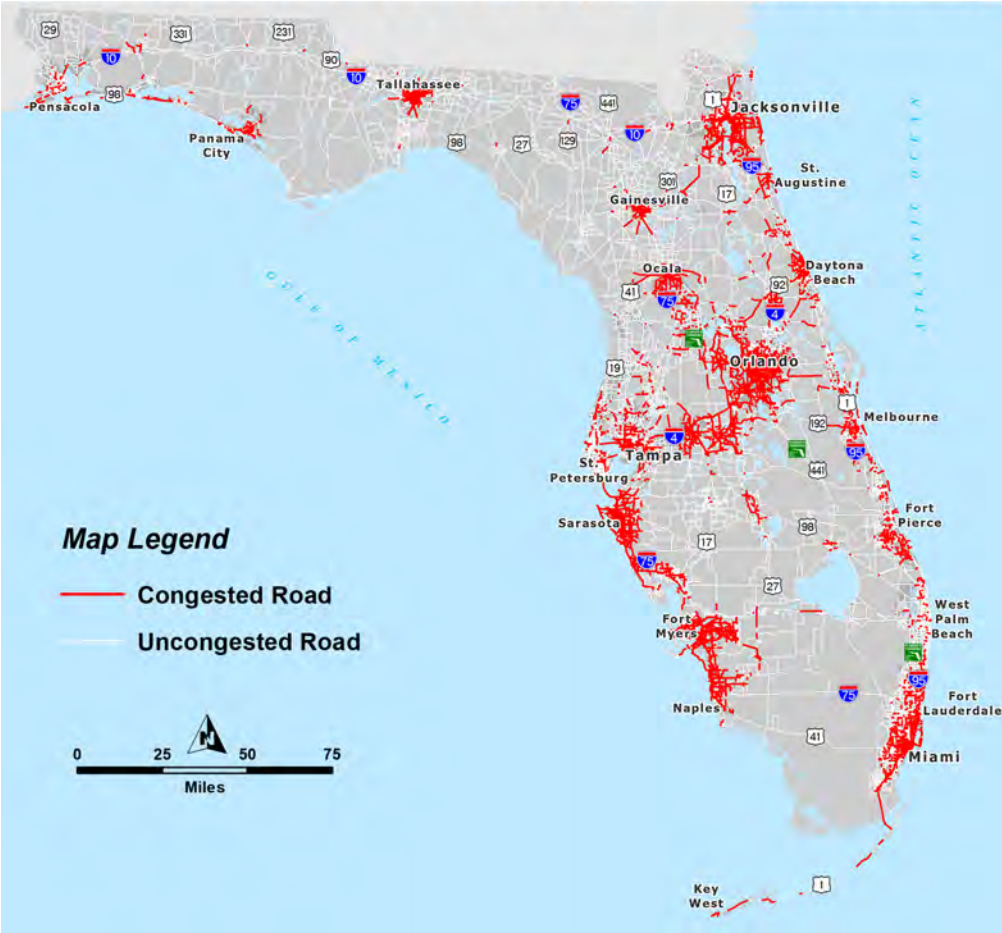 29
331
231
10
90
10
98
Tallahassee
Pensacola
75
441
1
Jacksonville
Panama
City
98
27
129
10
95
St.
Augustine
301
17
Gainesville
ATLANTIC OCEAN
GULF OF MEXICO
Ocala
41
75
92
Daytona
Beach
4
Orlando
19
1
Melbourne
192
4
Tampa
95
St.
Petersburg
441
Sarasota
98
Fort
Pierce
17
75
27
Fort
Myers
West
Palm
Beach
95
75
Naples
Fort
Lauderdale
41
Miami
1
Key
West
Map Legend
Congested Road
Uncongested Road
N
0 25 50 75
Miles